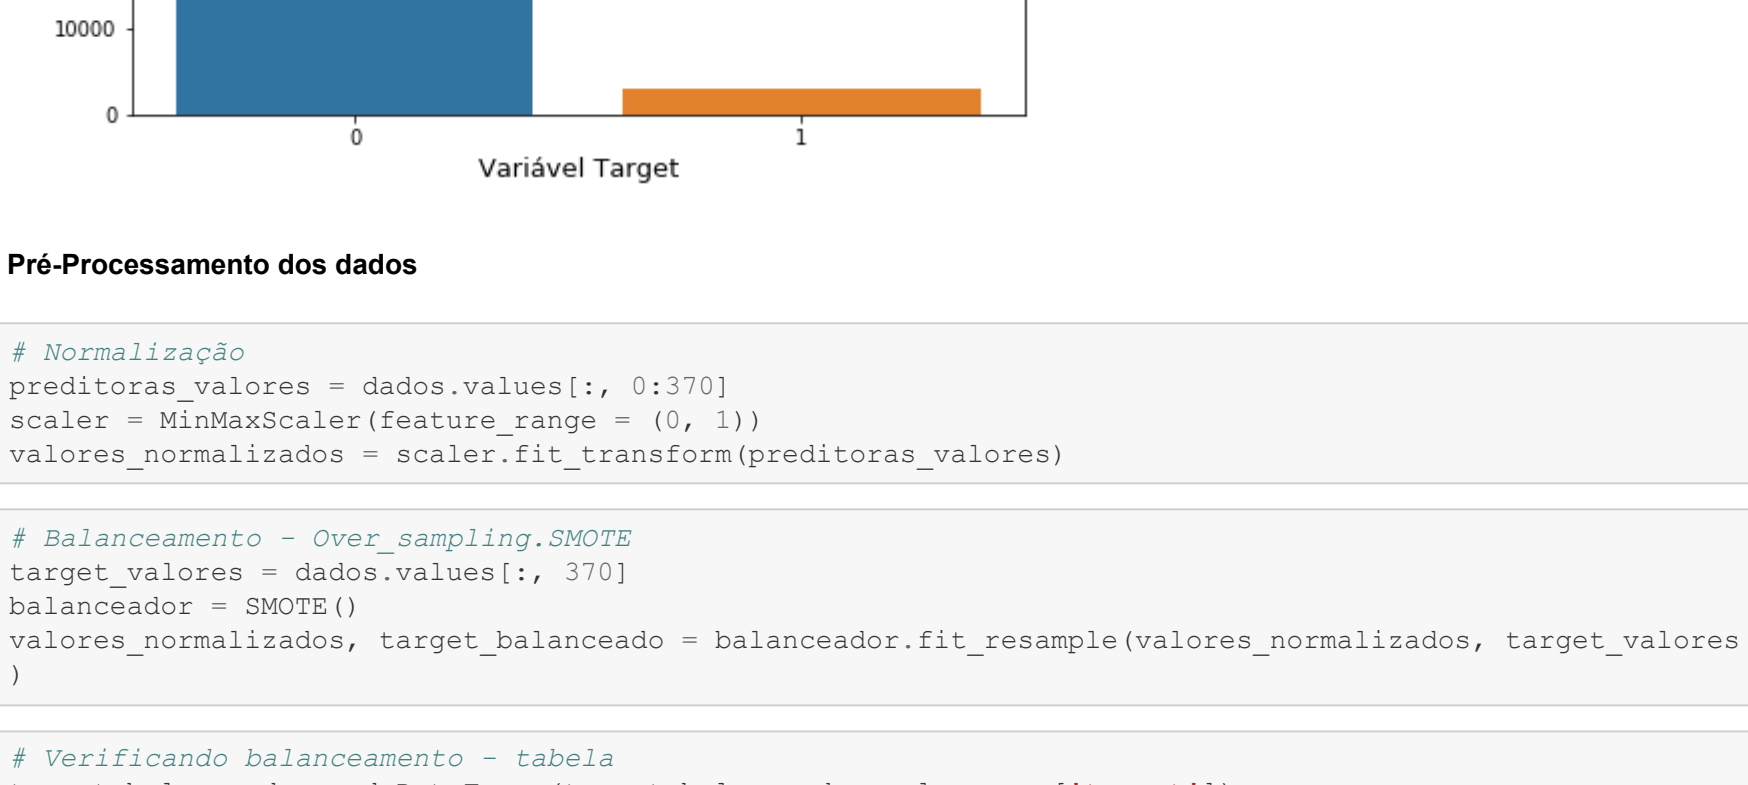 10000
0
0 1
Variável Target
Pré-Processamento dos dados
# Normalização
preditoras_valores = dados.values[:, 0:370]
scaler = MinMaxScaler(feature_range = (0, 1))
valores_normalizados = scaler.fit_transform(preditoras_valores)
# Balanceamento - Over_sampling.SMOTE
target_valores = dados.values[:, 370]
balanceador = SMOTE()
valores_normalizados, target_balanceado = balanceador.fit_resample(valores_normalizados, target_valores
)
# Verificando balanceamento - tabela